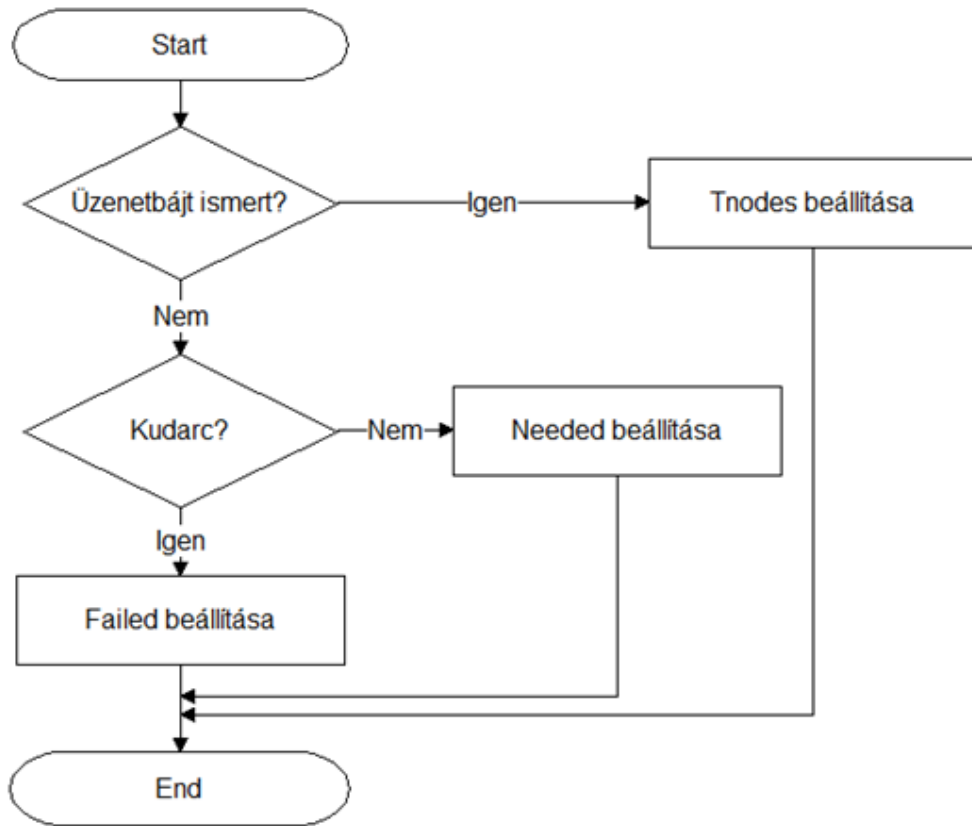 Start
Üzenetbájt ismert?
Igen
Tnodes beállítása
Nem
Kudarc?
Nem
Needed beállítása
Igen
Failed beállítása
End